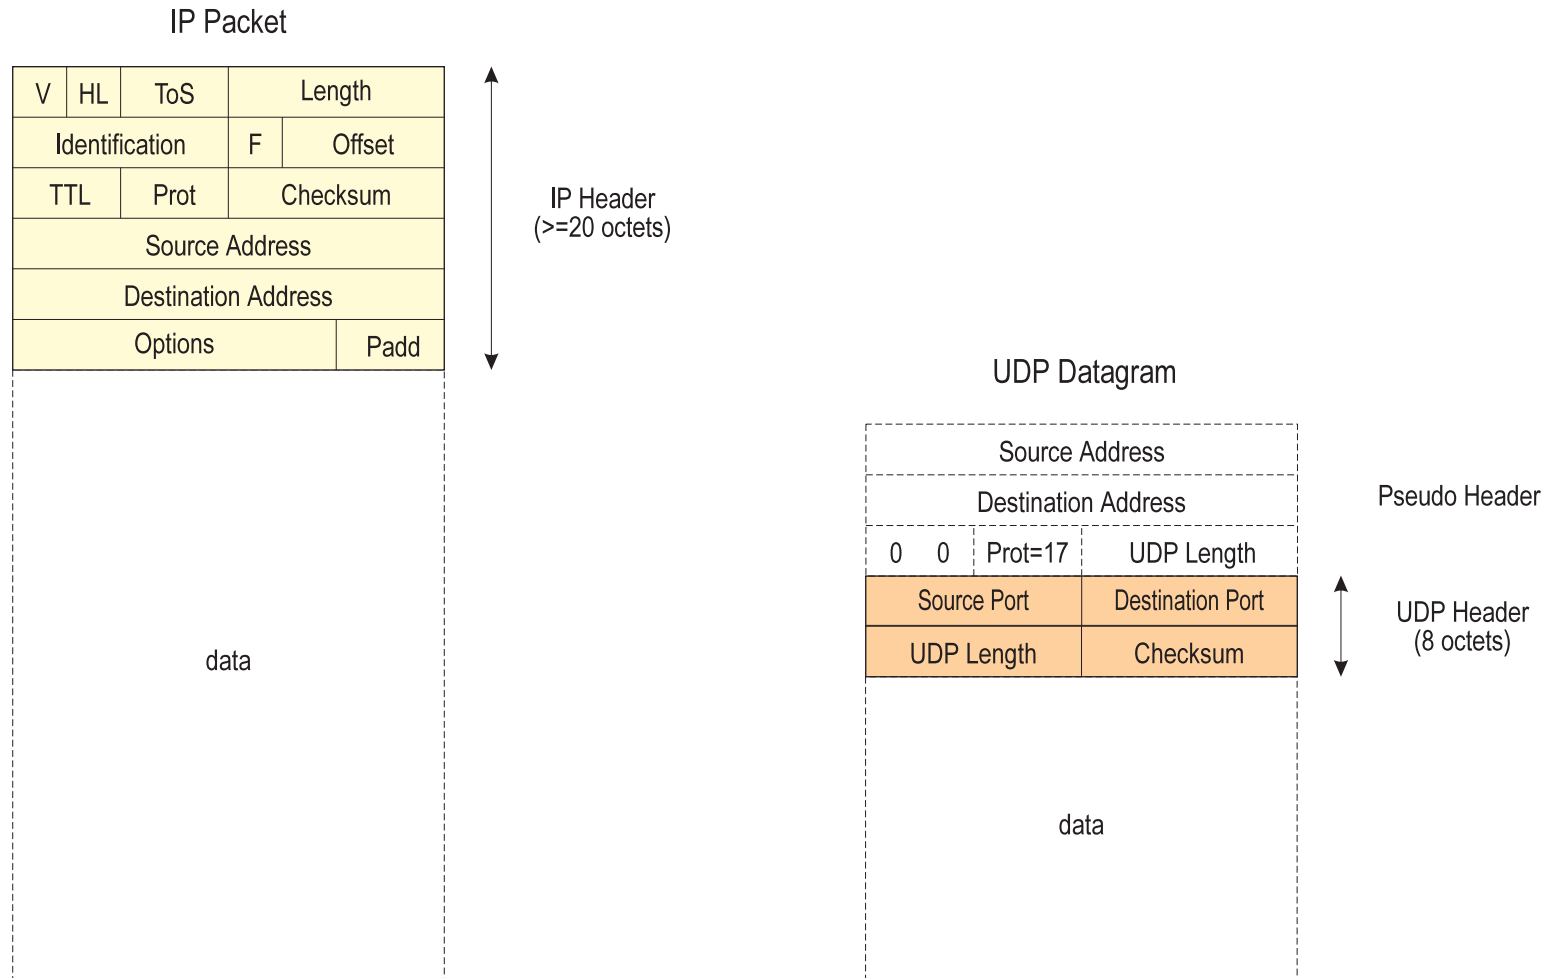 IP Packet
V HL ToS Length
Identification F Offset
TTL Prot Checksum
Source Address
Destination Address
Options Padd
data
IP Header
(>=20 octets)
UDP Datagram
Source Address
Destination Address
0 0 Prot=17 UDP Length
Source Port Destination Port
UDP Length Checksum
data
Pseudo Header
UDP Header
(8 octets)